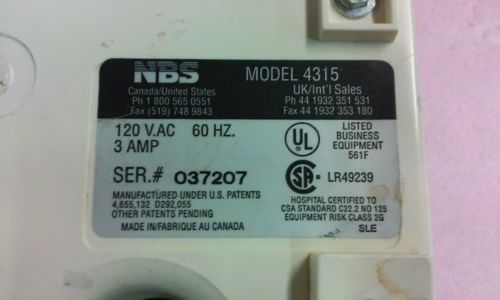 NBS
Canada/United States
Ph 1 800 565 0551
Fax (519) 748 9843
MODEL 4315
UK/Int'l Sales
Ph 44 1932 351 531
Fax 44 1932 353 180
120 V.AC 60 HZ.
3 AMP
SER.# 037207
MANUFACTURED UNDER U.S. PATENTS
4,655,132 D292,055
OTHER PATENTS PENDING
MADE IN/FABRIQUE AU CANADA
UL
LISTED
BUSINESS
EQUIPMENT
561F
SA
LR49239
HOSPITAL CERTIFIED TO
CSA STANDARD C22.2 NO 125
EQUIPMENT RISK CLASS 2G
SLE